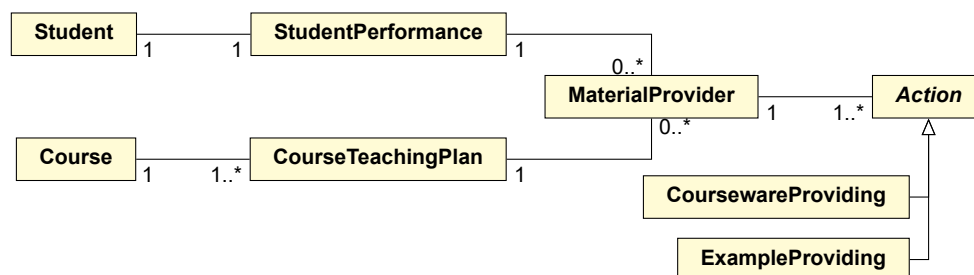 Student
1
1
StudentPerformance
1
0..*
MaterialProvider
1
1..*
Action
0..*
Course
1
1..*
CourseTeachingPlan
1
CoursewareProviding
ExampleProviding